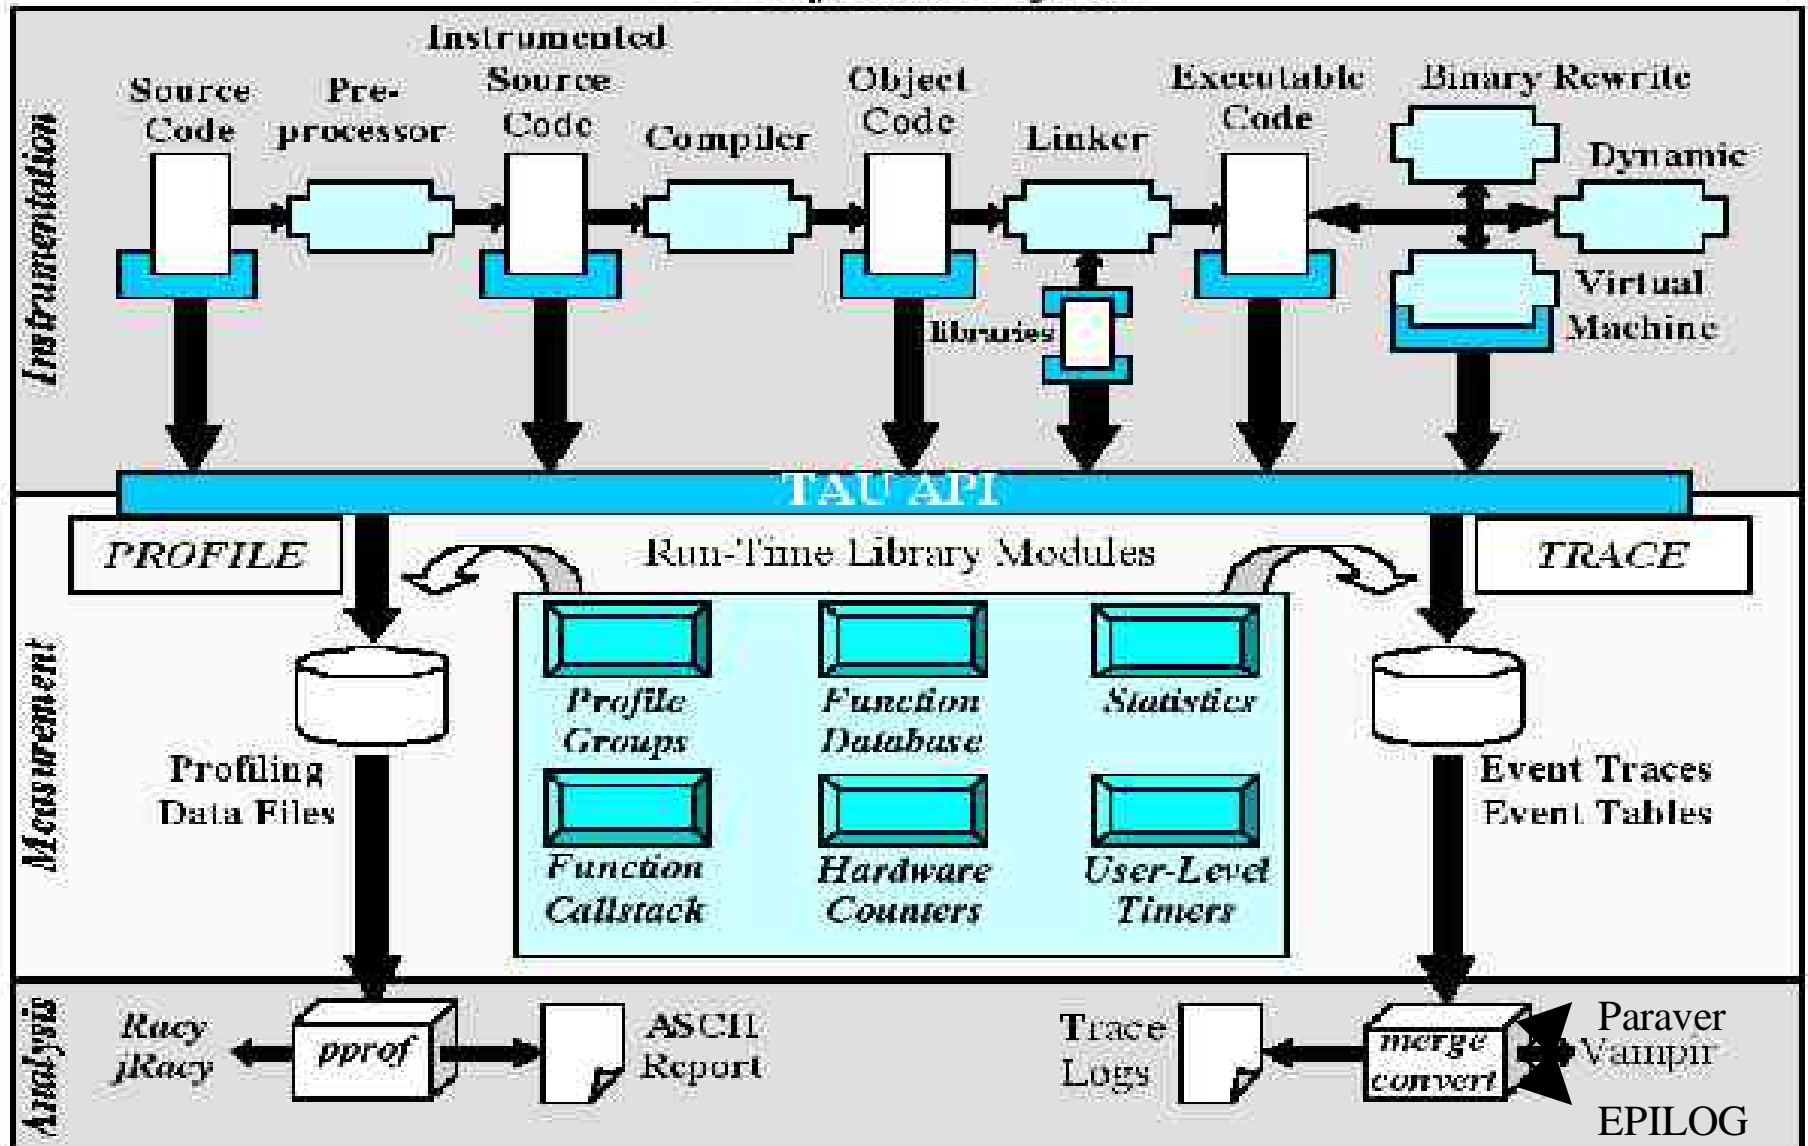 Instrumentation
Source
Code
Pre-
processor
Instrumented
Source
Code
Compiler
Object
Code
Linker
libraries
Executable
Code
Binary Rewrite
Dynamic
Virtual
Machine
TAU API
Measurement
PROFILE
Run-Time Library Modules
TRACE
Profile
Groups
Function
Database
Statistics
Function
Callstack
Hardware
Counters
User-Level
Timers
Profiling
Data Files
Event Traces
Event Tables
Analysis
Racy
jRacy
pprof
ASCII
Report
Trace
Logs
merge
convert
Paraver
Vampir
EPILOG